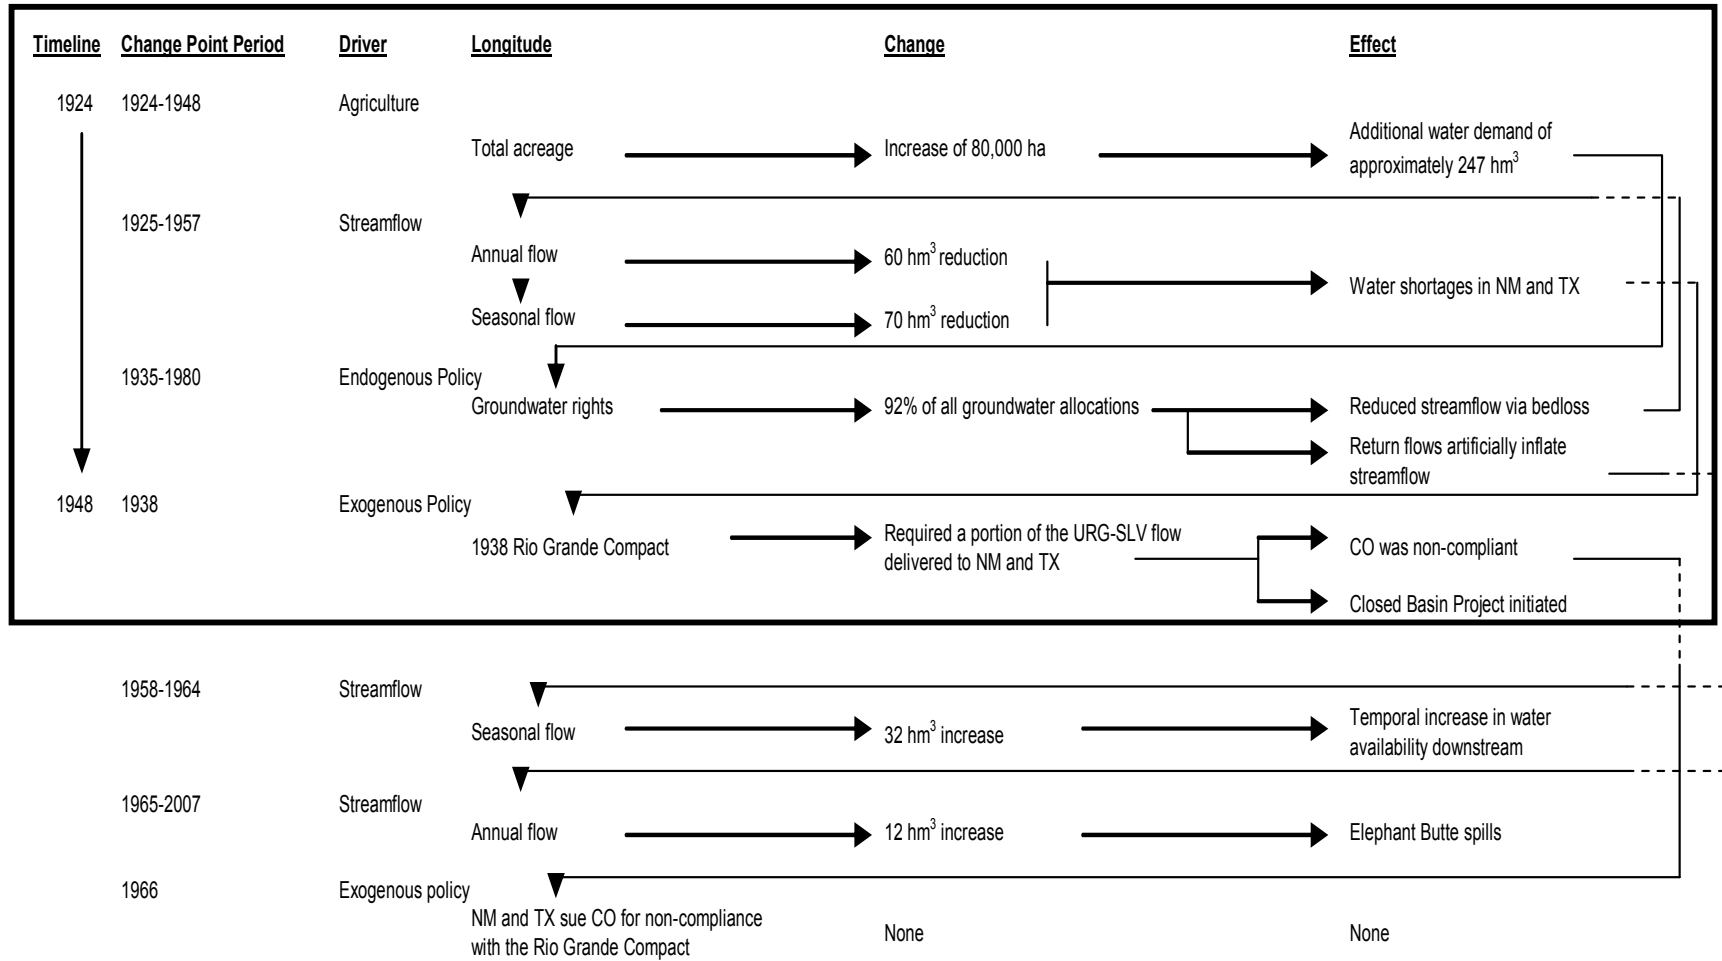 Timeline Change Point Period Driver Longitude Change Effect
1924 1924-1948 Agriculture
Total acreage Increase of 80,000 ha Additional water demand of
approximately 247 hm³
1925-1957 Streamflow
Annual flow 60 hm³ reduction
Water shortages in NM and TX
Seasonal flow 70 hm³ reduction
1935-1980 Endogenous Policy
Groundwater rights 92% of all groundwater allocations Reduced streamflow via bedloss
Return flows artificially inflate
streamflow
1948 1938 Exogenous Policy
1938 Rio Grande Compact Required a portion of the URG-SLV flow
delivered to NM and TX
CO was non-compliant
Closed Basin Project initiated
1958-1964 Streamflow
Seasonal flow 32 hm³ increase Temporal increase in water
availability downstream
1965-2007 Streamflow
Annual flow 12 hm³ increase Elephant Butte spills
1966 Exogenous policy
NM and TX sue CO for non-compliance
with the Rio Grande Compact
None None